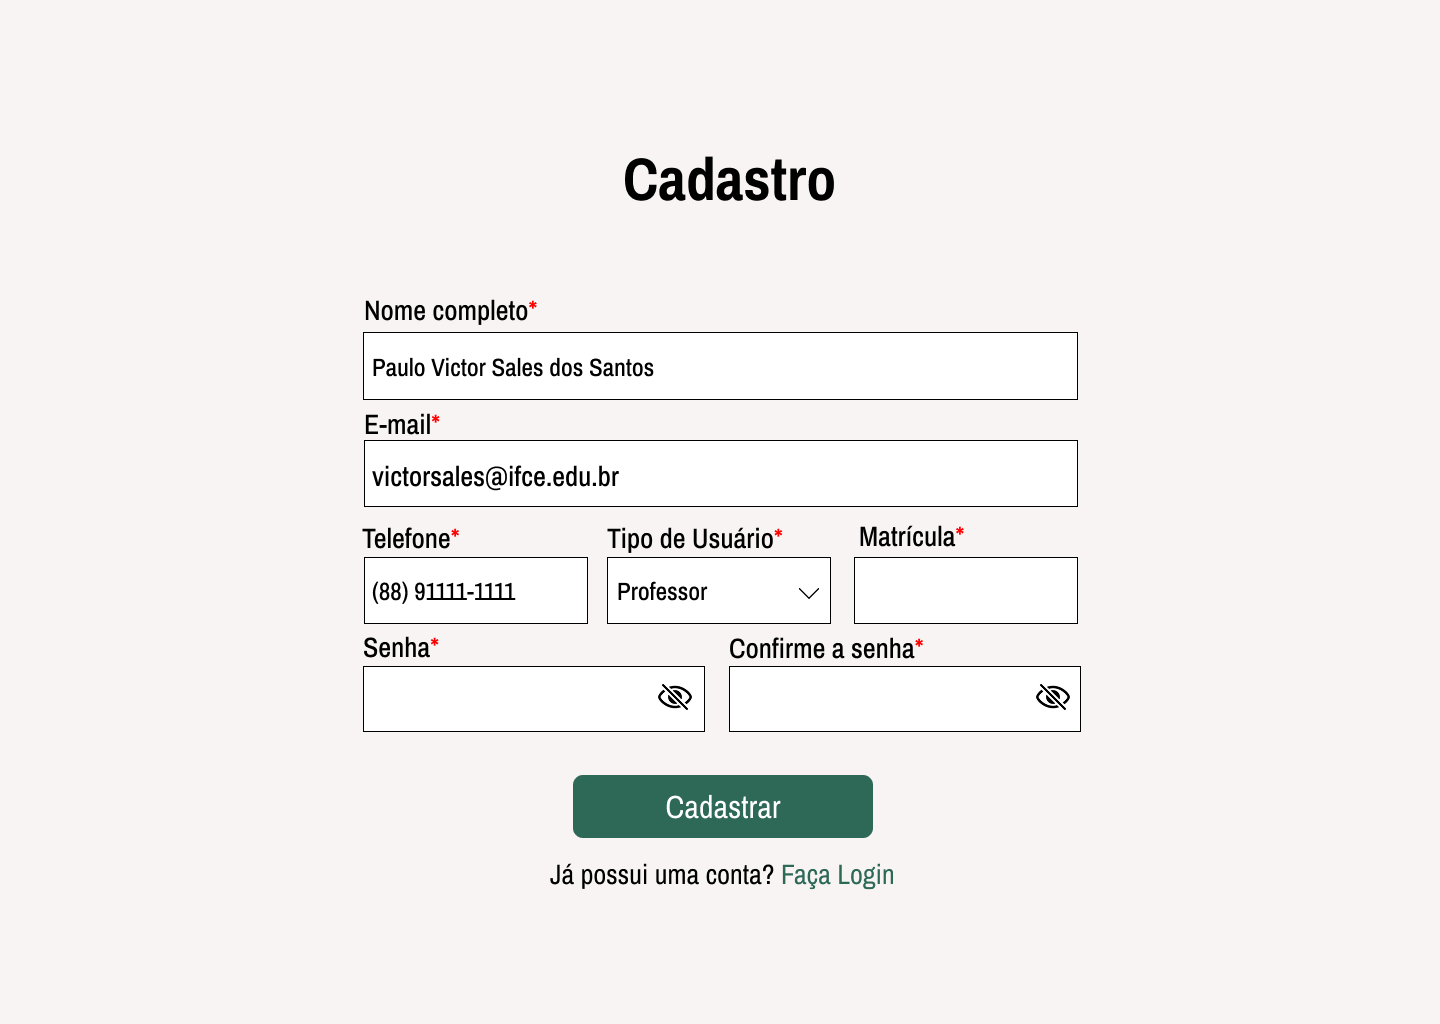 Cadastro
Nome completo*
Paulo Victor Sales dos Santos
E-mail*
victorsales@ifce.edu.br
Telefone* Tipo de Usuário* Matrícula*
(88) 91111-1111 Professor
Senha* Confirme a senha*
Cadastrar
Já possui uma conta? Faça Login